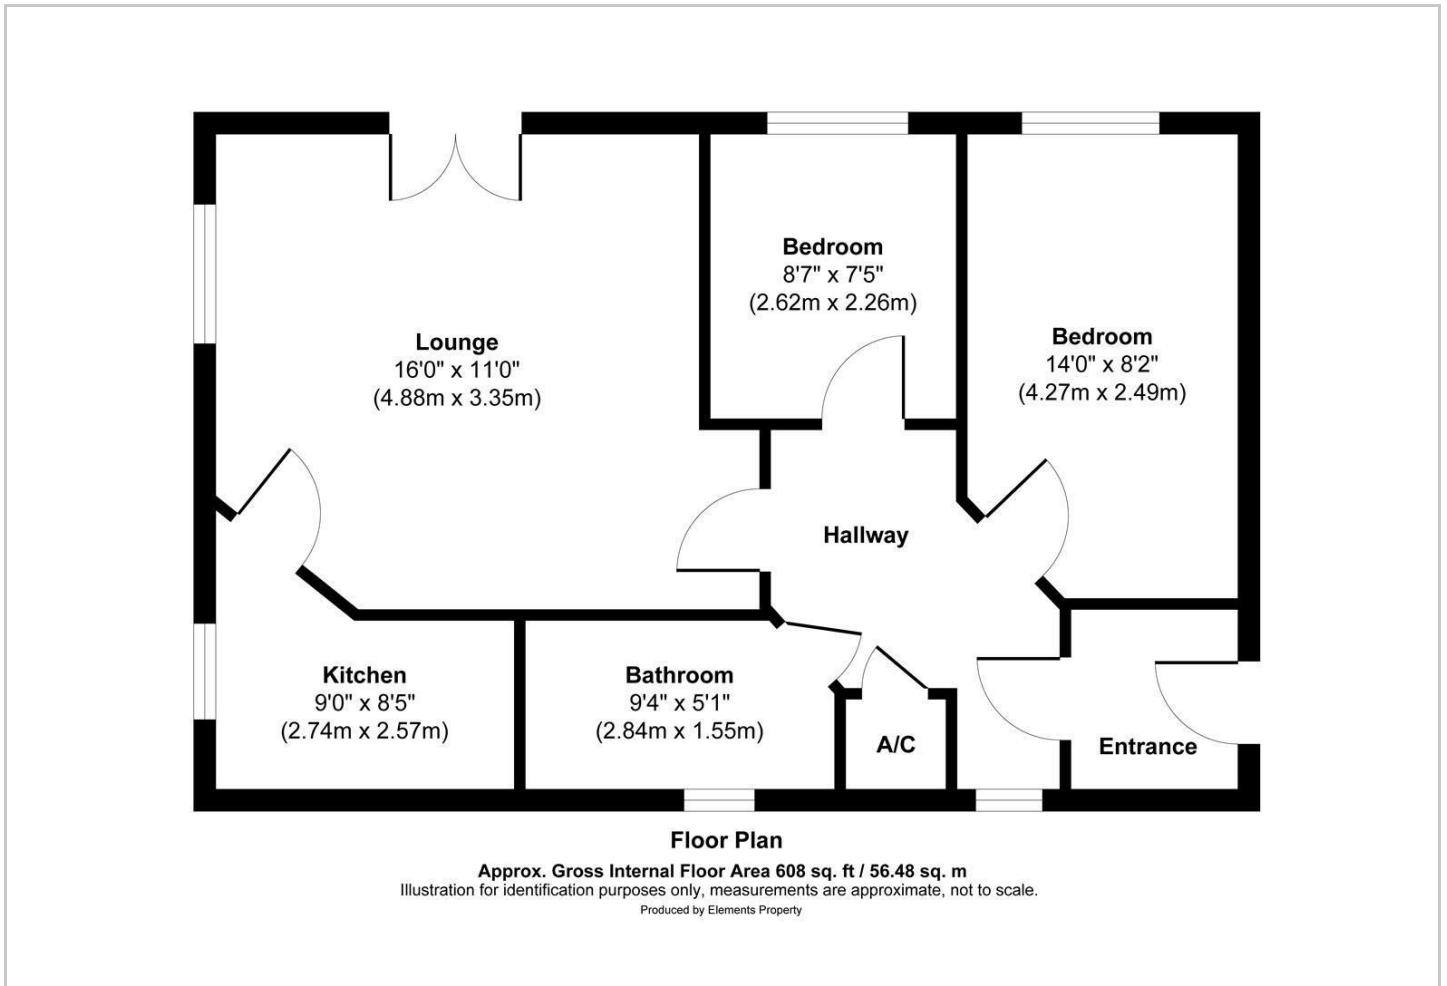 Bedroom
8'7" x 7'5"
(2.62m x 2.26m)
Lounge
16'0" x 11'0"
(4.88m x 3.35m)
Bedroom
14'0" x 8'2"
(4.27m x 2.49m)
Hallway
Kitchen
9'0" x 8'5"
(2.74m x 2.57m)
Bathroom
9'4" x 5'1"
(2.84m x 1.55m)
A/C
Entrance
Floor Plan
Approx. Gross Internal Floor Area 608 sq. ft / 56.48 sq. m
Illustration for identification purposes only, measurements are approximate, not to scale.
Produced by Elements Property